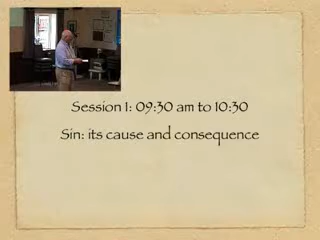 Session 1: 09:30 am to 10:30
Sin: its cause and consequence